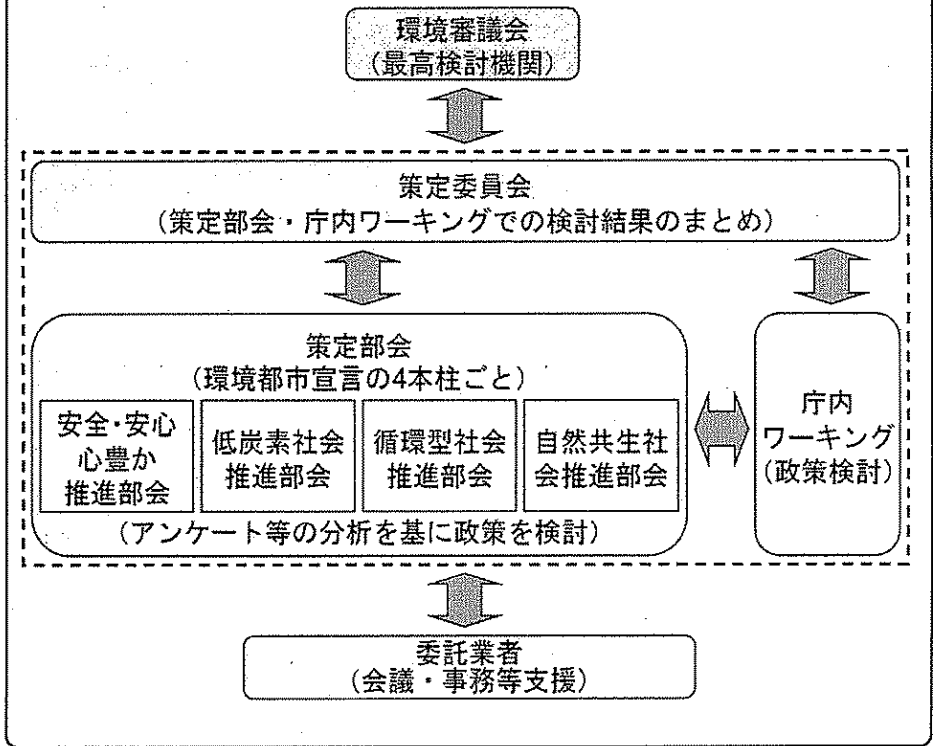 環境審議会
(最高検討機関)
策定委員会
(策定部会・庁内ワーキングでの検討結果のまとめ)
策定部会
(環境都市宣言の4本柱ごと)
安全・安心
心豊か
推進部会
低炭素社会
推進部会
循環型社会
推進部会
自然共生社
会推進部会
(アンケート等の分析を基に政策を検討)
庁内
ワーキング
(政策検討)
委託業者
(会議・事務等支援)